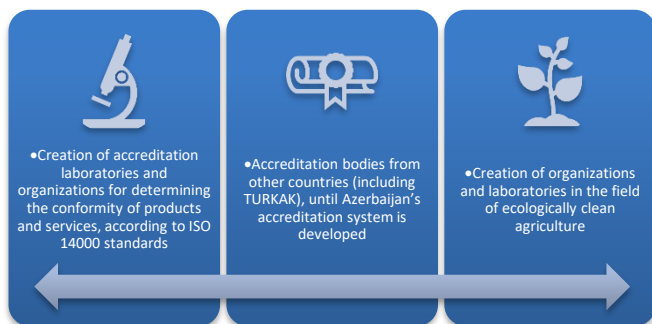 •Creation of accreditation
laboratories and
organizations for determining
the conformity of products
and services, according to ISO
14000 standards
•Accreditation bodies from
other countries (including
TURKAK), until Azerbaijan's
accreditation system is
developed
•Creation of organizations
and laboratories in the field
of ecologically clean
agriculture